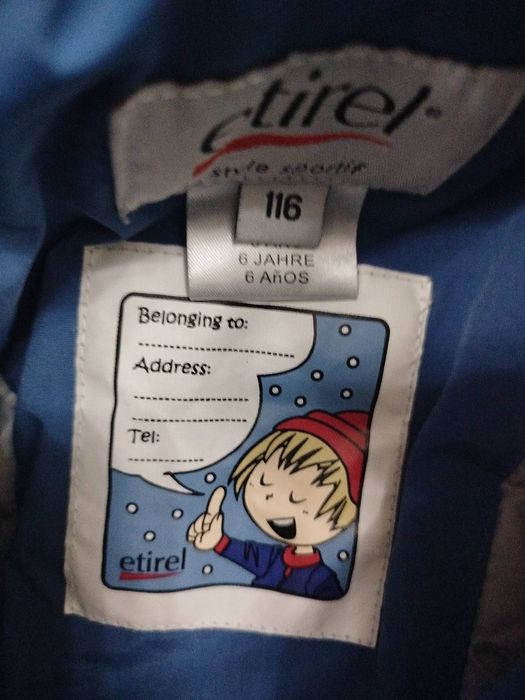 etirel
style sportif
116
6 JAHRE
6 AñOS
Belonging to:
Address:
Tel:
etirel